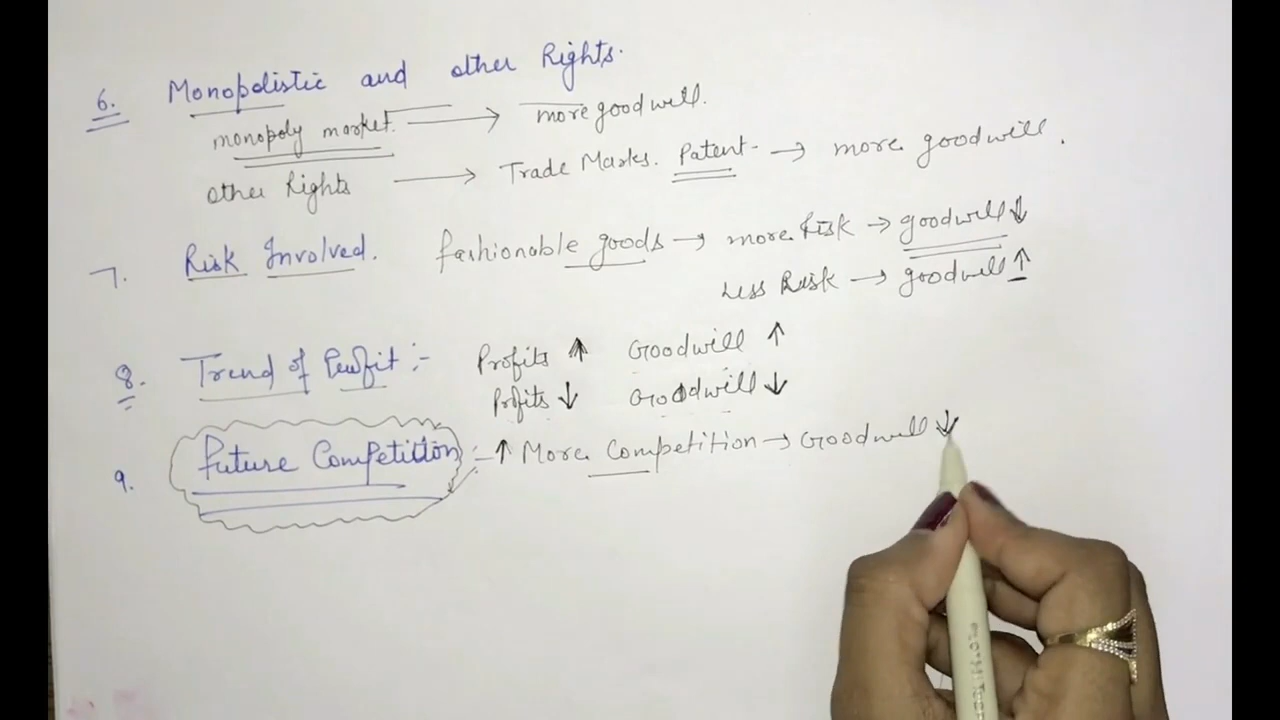 6. Monopolistic and other Rights.
monopoly market. → more goodwill.
other Rights → Trade Marks. Patent- → more goodwill.
7. Risk Involved. fashionable goods → more Risk → goodwill ↓
Less Risk → goodwill ↑
8. Trend of Profit :- Profits ↑ Goodwill ↑
Profits ↓ Goodwill ↓
9. Future Competition :- ↑ More Competition → Goodwill ↓